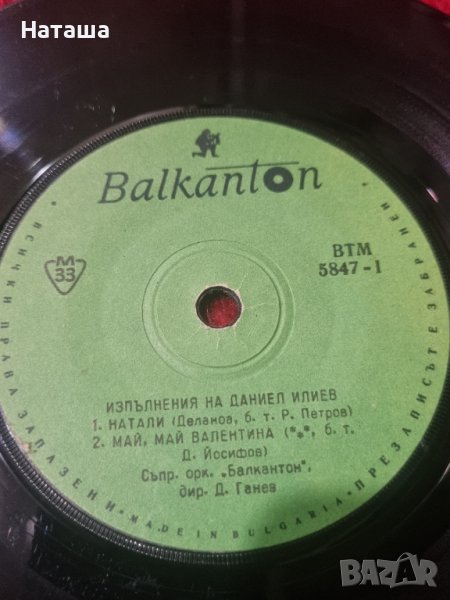 Наташа
Balkanton
М
33
ВТМ
5847-1
ИЗПЪЛНЕНИЯ НА ДАНИЕЛ ИЛИЕВ
1. НАТАЛИ (Деланоа, б. т. Р. Петров)
2. МАЙ, МАЙ ВАЛЕНТИНА (***, б. т.
Д. Йосифов)
Съпр. орк. „Балкантон",
дир. Д. Ганев
ВСИЧКИ ПРАВА ЗАПАЗЕНИ • MADE IN BULGARIA • ПРЕЗАПИСЪТ Е ЗАБРАНЕН
BAZAR